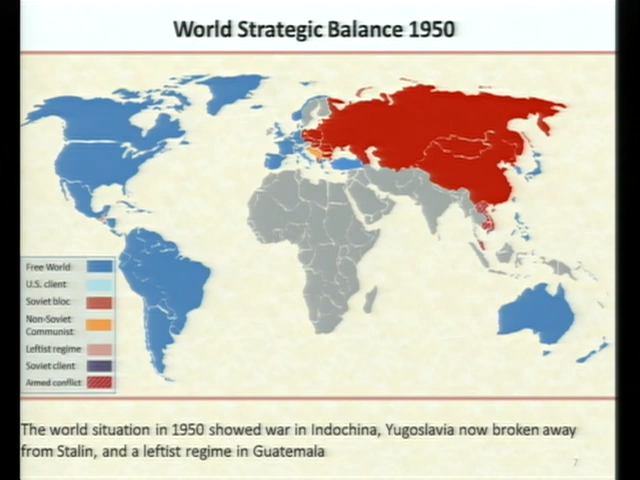 World Strategic Balance 1950
Free World
U.S. client
Soviet bloc
Non-Soviet
Communist
Leftist regime
Soviet client
Armed conflict
The world situation in 1950 showed war in Indochina, Yugoslavia now broken away
from Stalin, and a leftist regime in Guatemala
7